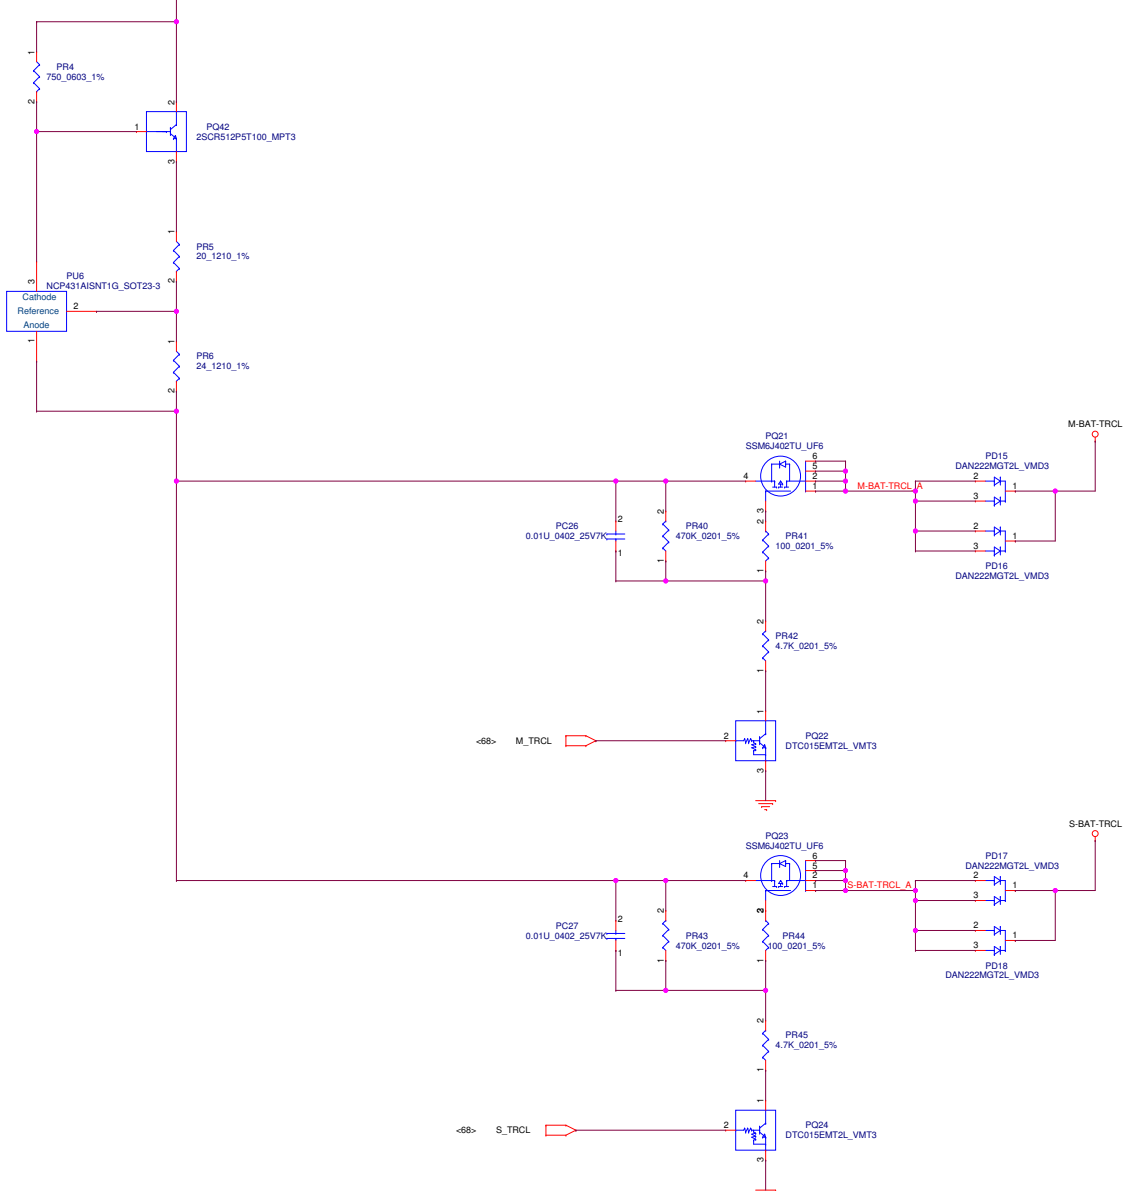 1
PR4
750_0603_1%
2
2
1
PQ42
2SCR512P5T100_MPT3
3
1
PR5
20_1210_1%
2
PU6
NCP431AISNT1G_SOT23-3
3
Cathode
Reference
Anode
2
1
1
PR6
24_1210_1%
2
M-BAT-TRCL
PQ21
SSM6J402TU_UF6
4
6
5
2
1
3
M-BAT-TRCL_A
PD15
DAN222MGT2L_VMD3
2
3
1
2
3
1
PD16
DAN222MGT2L_VMD3
PC26
0.01U_0402_25V7K
2
1
2
PR40
470K_0201_5%
1
2
PR41
100_0201_5%
1
2
PR42
4.7K_0201_5%
1
<68>
M_TRCL
2
1
PQ22
DTC015EMT2L_VMT3
3
S-BAT-TRCL
PQ23
SSM6J402TU_UF6
4
6
5
2
1
3
S-BAT-TRCL_A
PD17
DAN222MGT2L_VMD3
2
3
1
2
3
1
PD18
DAN222MGT2L_VMD3
PC27
0.01U_0402_25V7K
2
1
2
PR43
470K_0201_5%
1
2
PR44
100_0201_5%
1
2
PR45
4.7K_0201_5%
1
<68>
S_TRCL
2
1
PQ24
DTC015EMT2L_VMT3
3